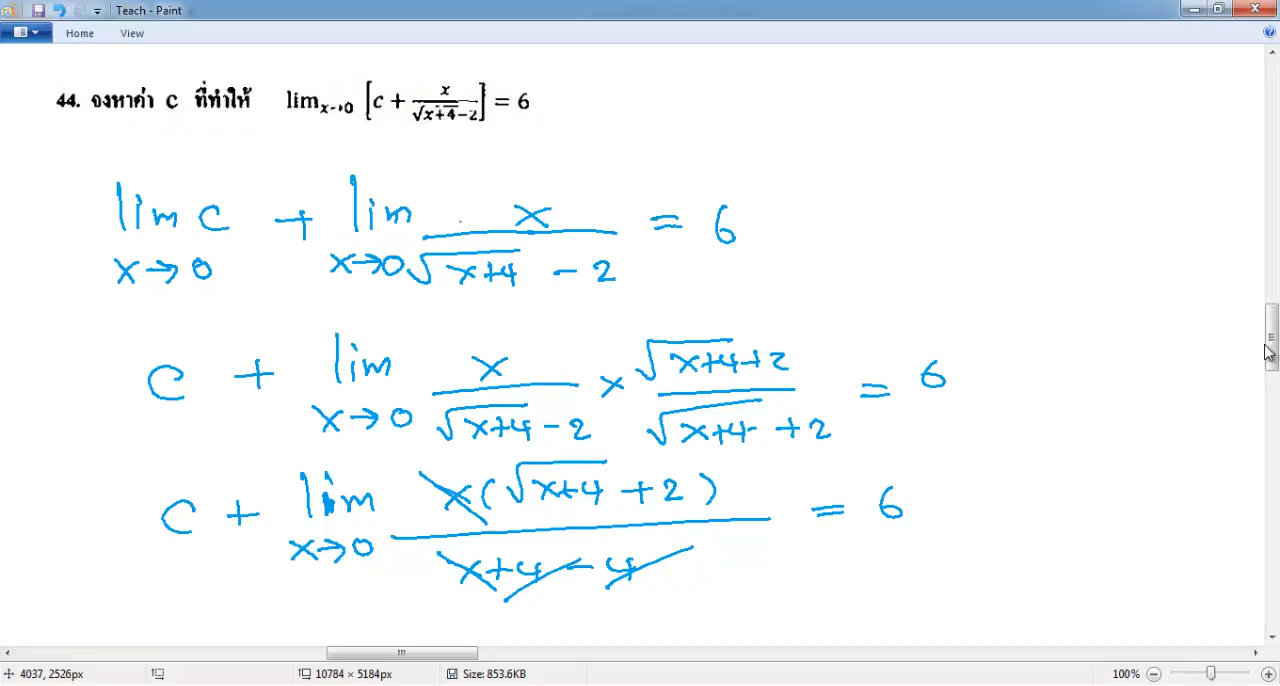 Teach - Paint
Home View
44. จงหาค่า c ที่ทำให้ lim x→0 [c + x/(√x+4 −2)] = 6
lim x→0 c + lim x→0 x/(√x+4 − 2) = 6
c + lim x→0 x/(√x+4 − 2) × (√x+4 + 2)/(√x+4 + 2) = 6
c + lim x→0 x(√x+4 + 2)/(x+4 − 4) = 6
4037, 2526px 10784 × 5184px Size: 853.6KB 100%